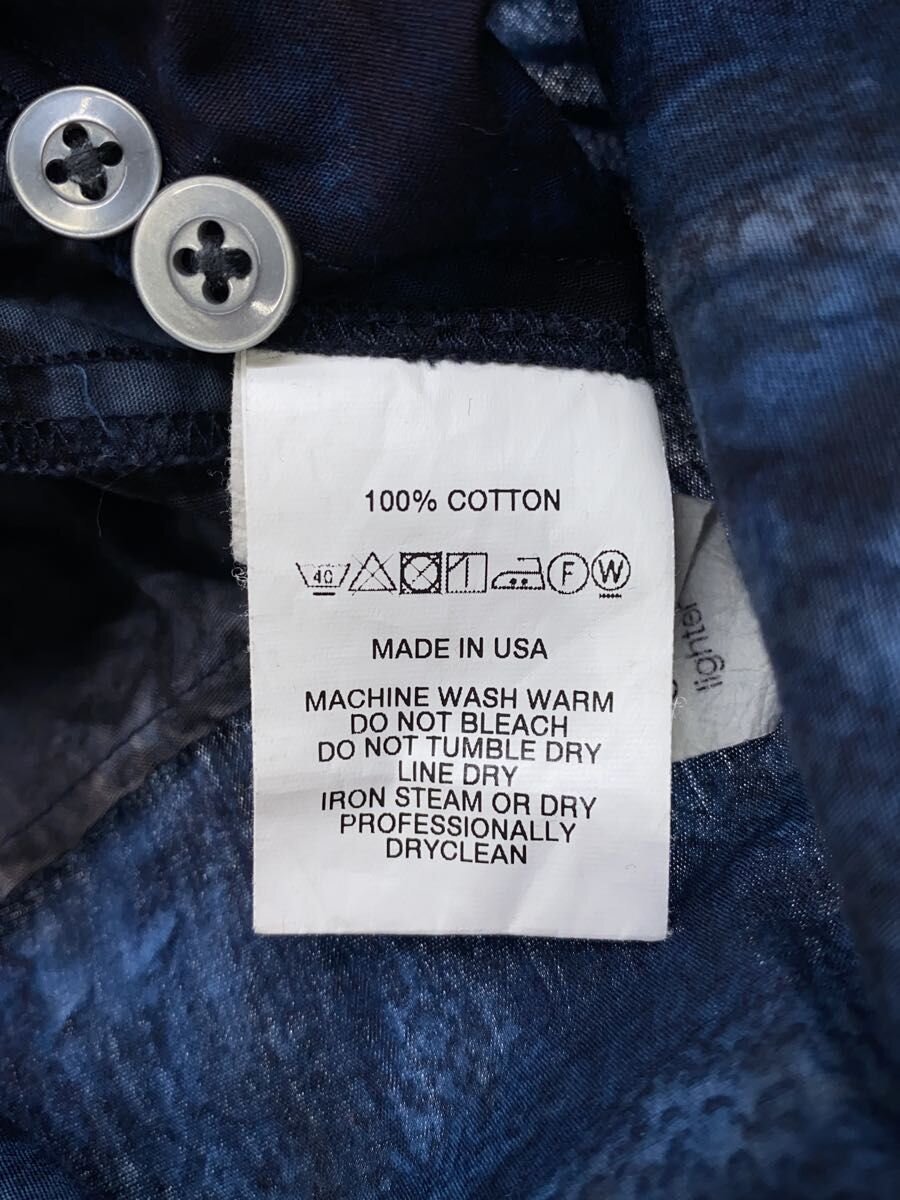 100% COTTON
40
F
W
MADE IN USA
MACHINE WASH WARM
DO NOT BLEACH
DO NOT TUMBLE DRY
LINE DRY
IRON STEAM OR DRY
PROFESSIONALLY
DRYCLEAN
lighter